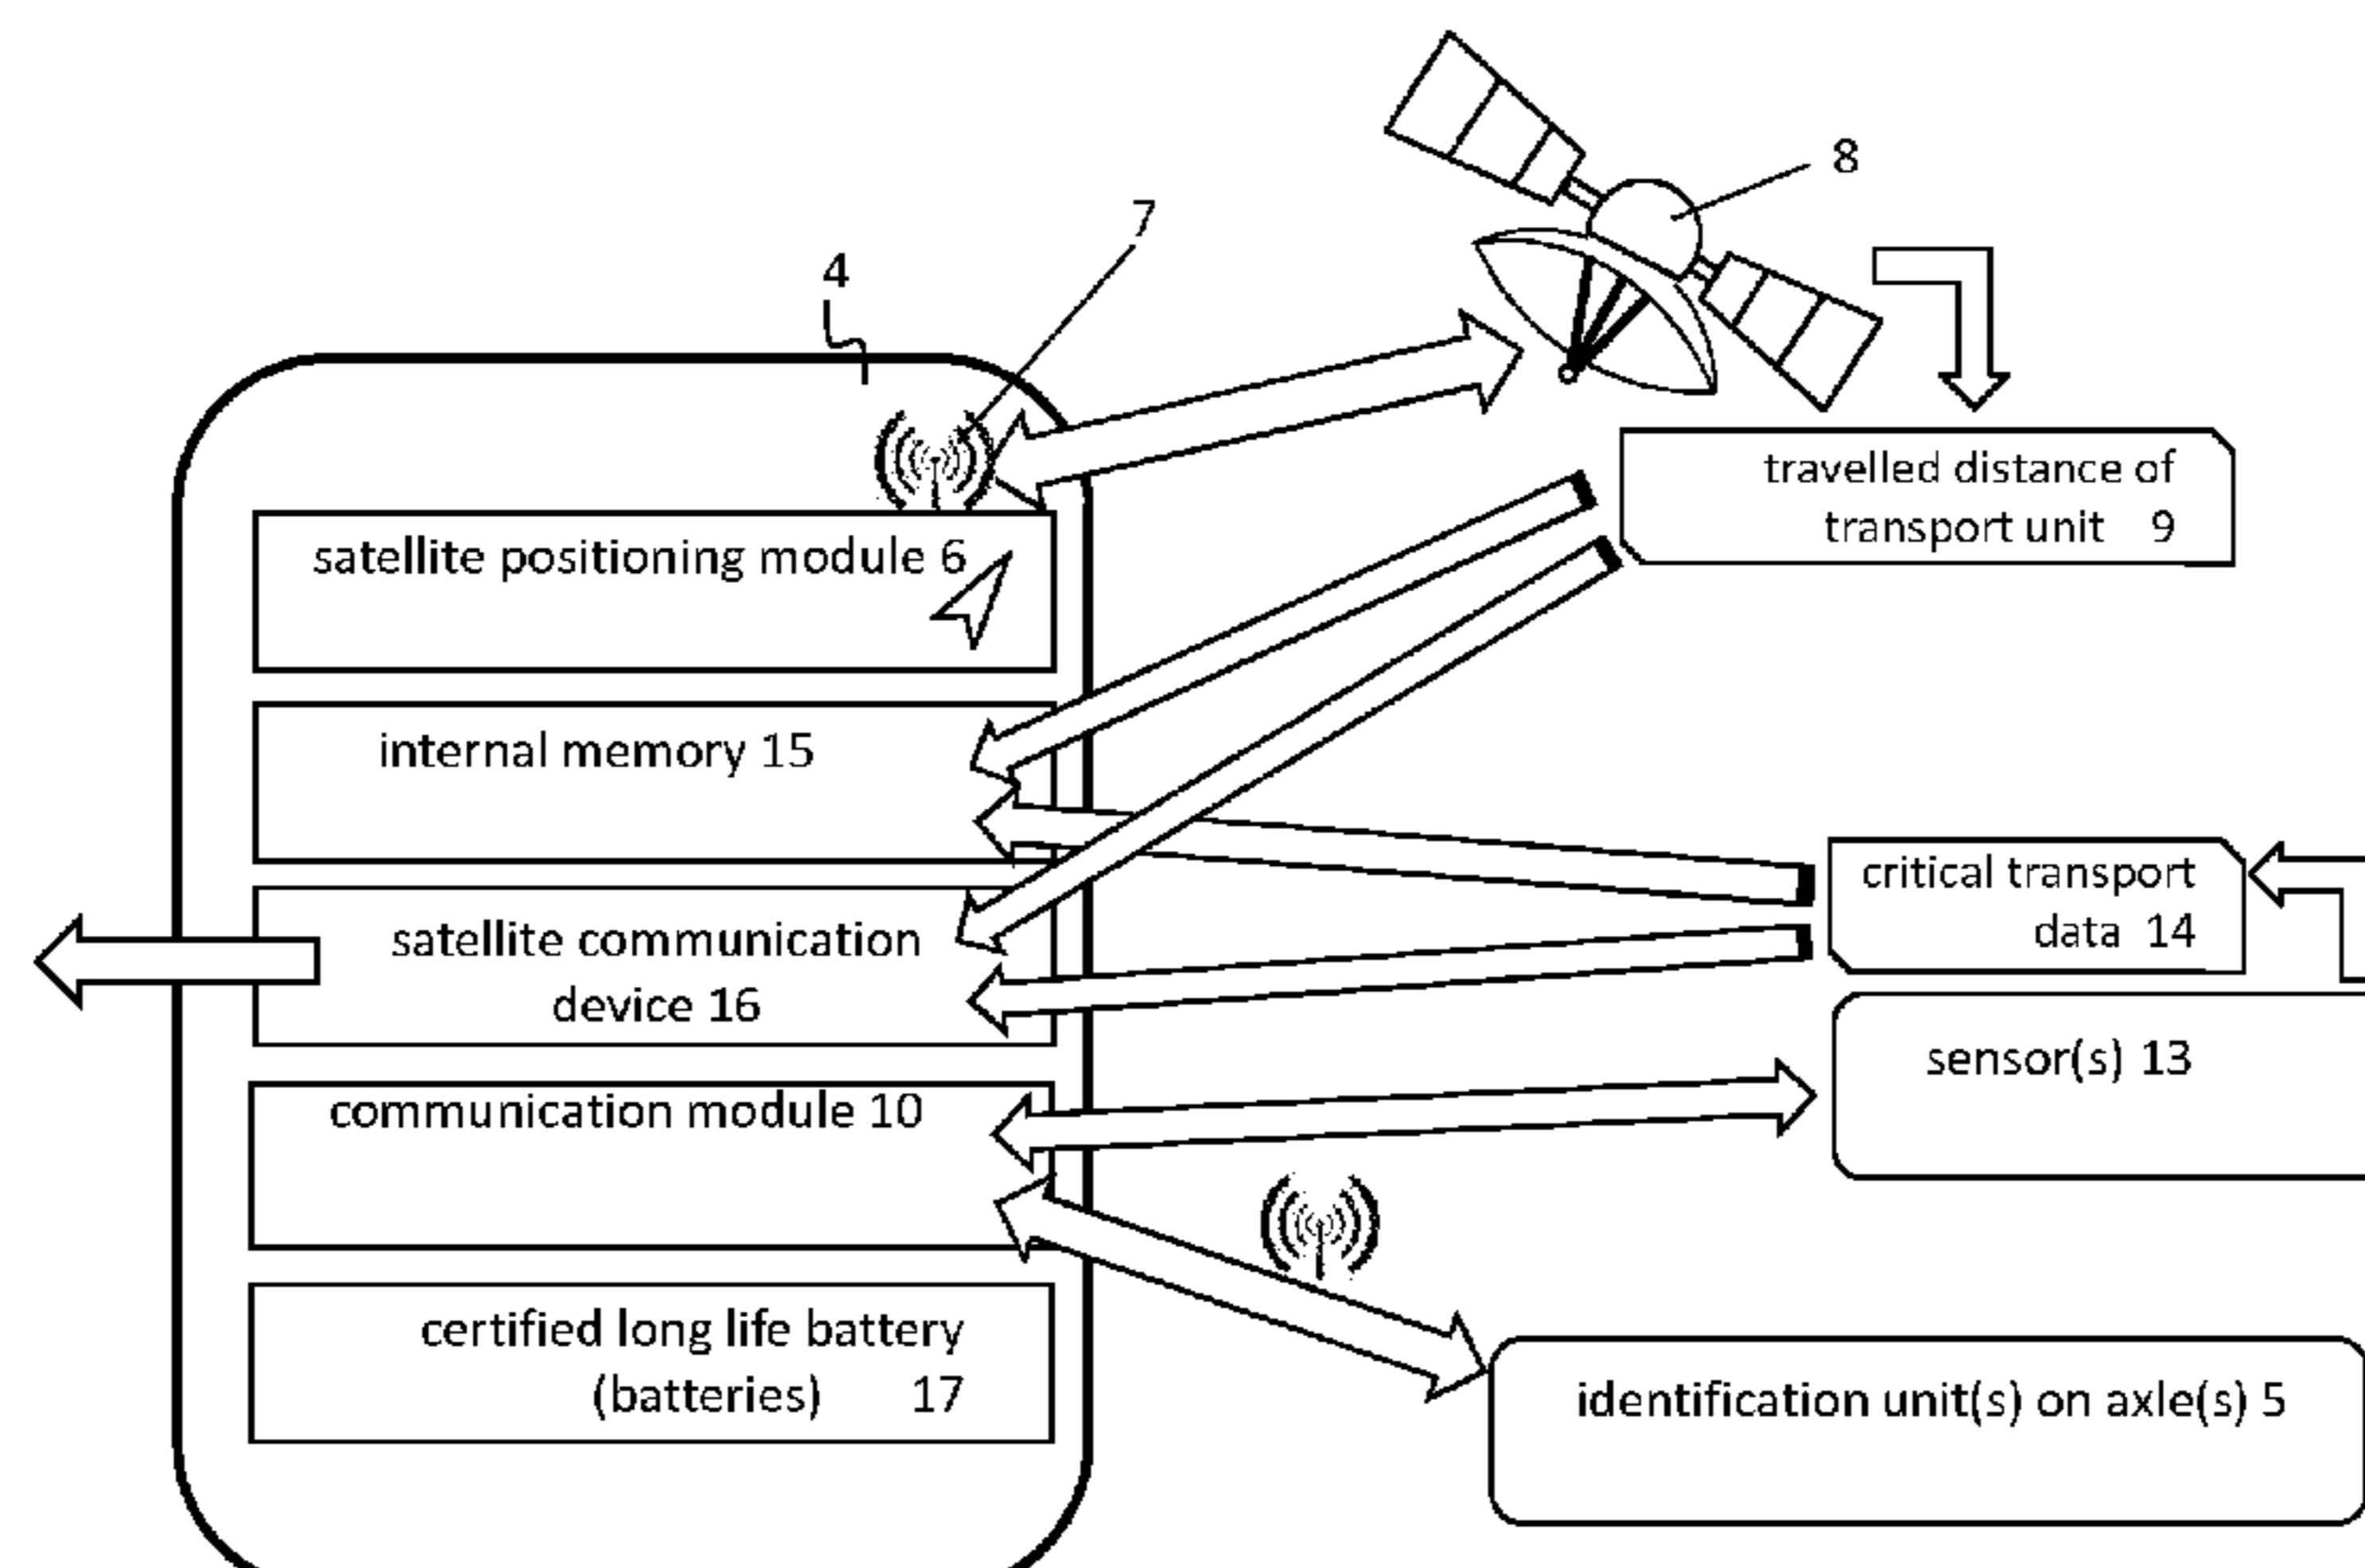 8
7
4
travelled distance of
transport unit 9
satellite positioning module 6
internal memory 15
critical transport
data 14
satellite communication
device 16
sensor(s) 13
communication module 10
certified long life battery
(batteries) 17
identification unit(s) on axle(s) 5